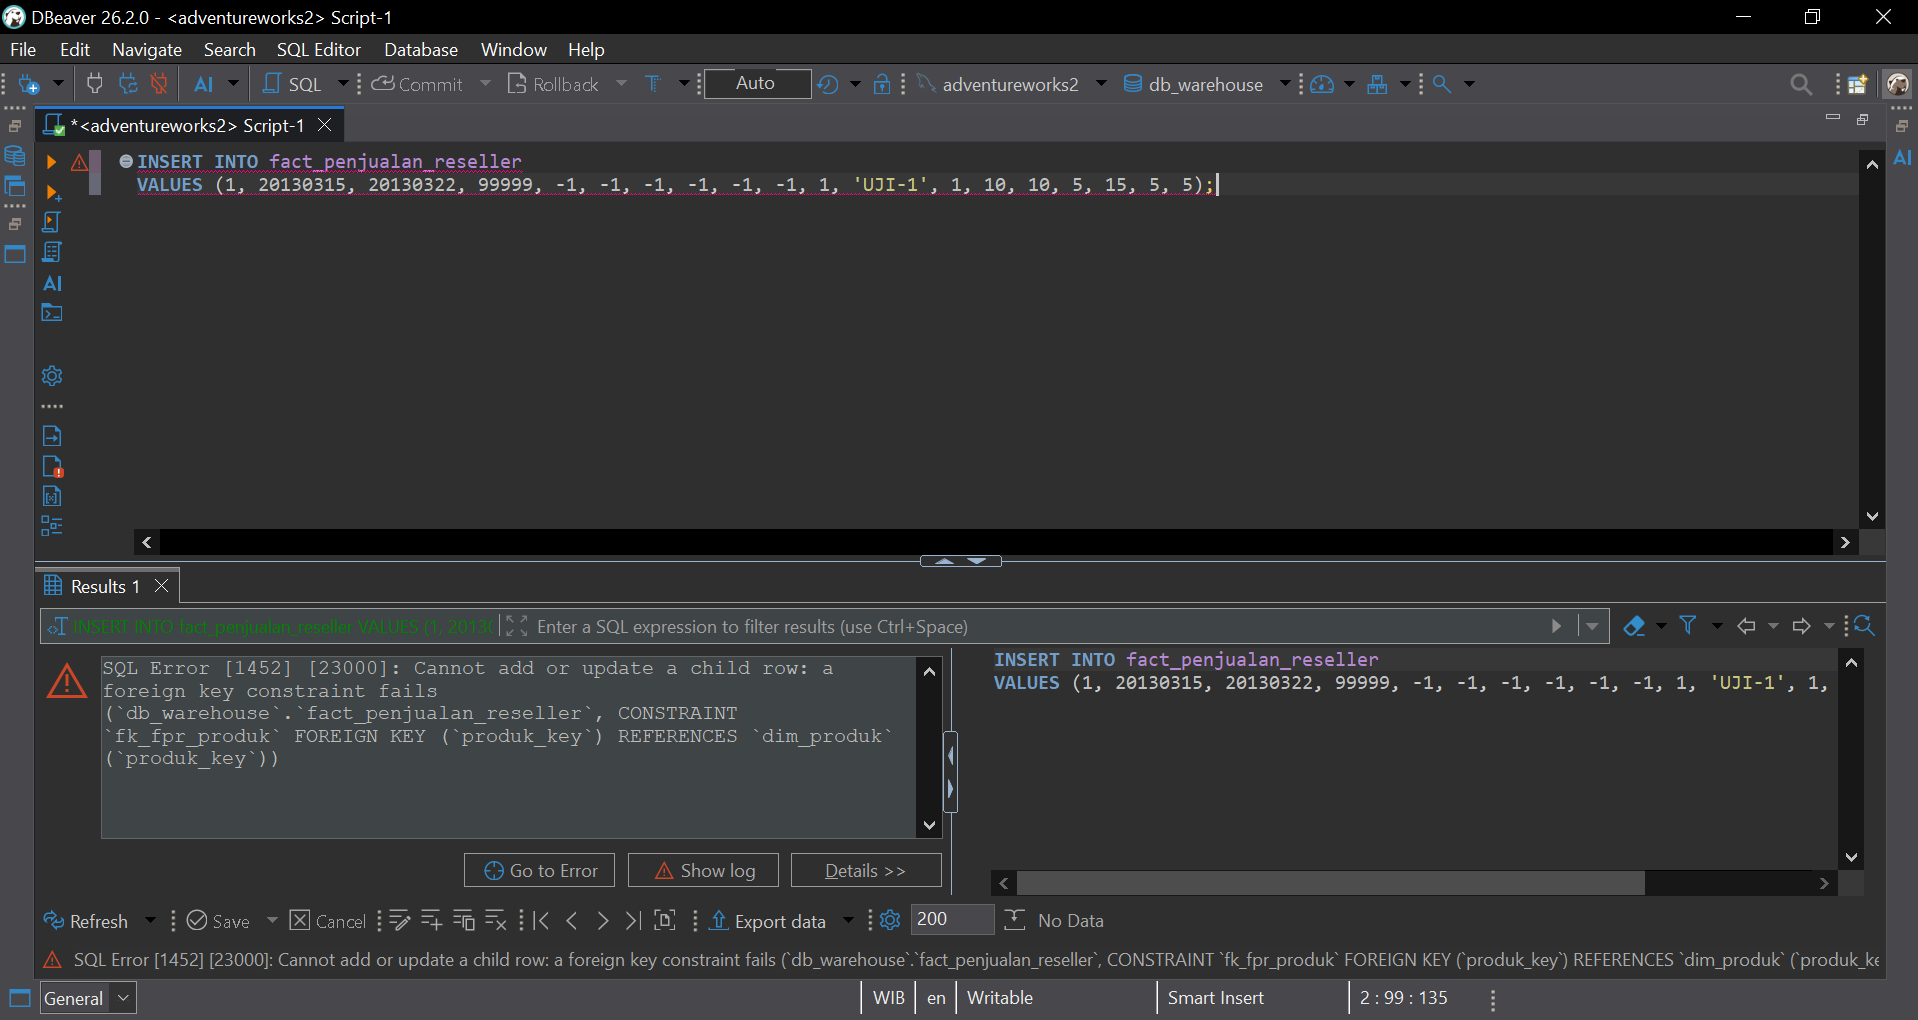 DBeaver 26.2.0 - <adventureworks2> Script-1
File Edit Navigate Search SQL Editor Database Window Help
AI SQL Commit Rollback T Auto adventureworks2 db_warehouse
*<adventureworks2> Script-1
AI
INSERT INTO fact_penjualan_reseller
VALUES (1, 20130315, 20130322, 99999, -1, -1, -1, -1, -1, -1, 1, 'UJI-1', 1, 10, 10, 5, 15, 5, 5);
AI
Results 1
INSERT INTO fact_penjualan_reseller VALUES (1, 2013 Enter a SQL expression to filter results (use Ctrl+Space)
SQL Error [1452] [23000]: Cannot add or update a child row: a
foreign key constraint fails
(`db_warehouse`.`fact_penjualan_reseller`, CONSTRAINT
`fk_fpr_produk` FOREIGN KEY (`produk_key`) REFERENCES `dim_produk`
(`produk_key`))
INSERT INTO fact_penjualan_reseller
VALUES (1, 20130315, 20130322, 99999, -1, -1, -1, -1, -1, -1, 1, 'UJI-1', 1,
Go to Error Show log Details >>
Refresh Save Cancel Export data 200 No Data
SQL Error [1452] [23000]: Cannot add or update a child row: a foreign key constraint fails (`db_warehouse`.`fact_penjualan_reseller`, CONSTRAINT `fk_fpr_produk` FOREIGN KEY (`produk_key`) REFERENCES `dim_produk` (`produk_ke
General WIB en Writable Smart Insert 2 : 99 : 135